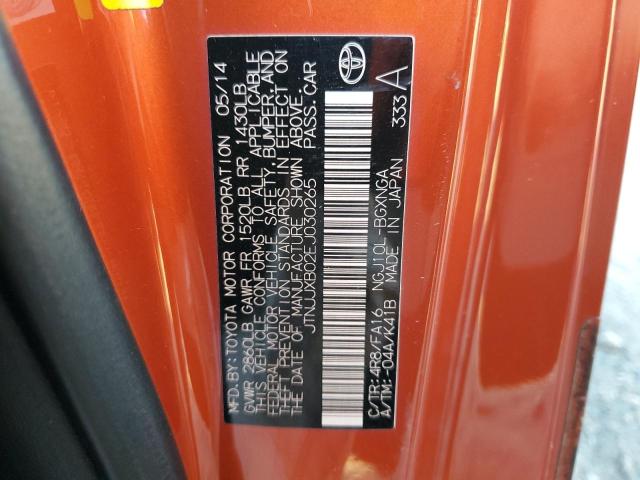 MFD.BY:TOYOTA MOTOR CORPORATION 05/14
GVWR 2860LB GAWR FR 1520LB RR 1430LB
THIS VEHICLE CONFORMS TO ALL APPLICABLE
FEDERAL MOTOR VEHICLE SAFETY,BUMPER,AND
THEFT PREVENTION STANDARDS IN EFFECT ON
THE DATE OF MANUFACTURE SHOWN ABOVE.
JTNJJXB02EJ030265 PASS.CAR
C/TR:4R8/FA16 NGJ10L-BGXNGA 333 A
A/TM:-04A/K41B MADE IN JAPAN